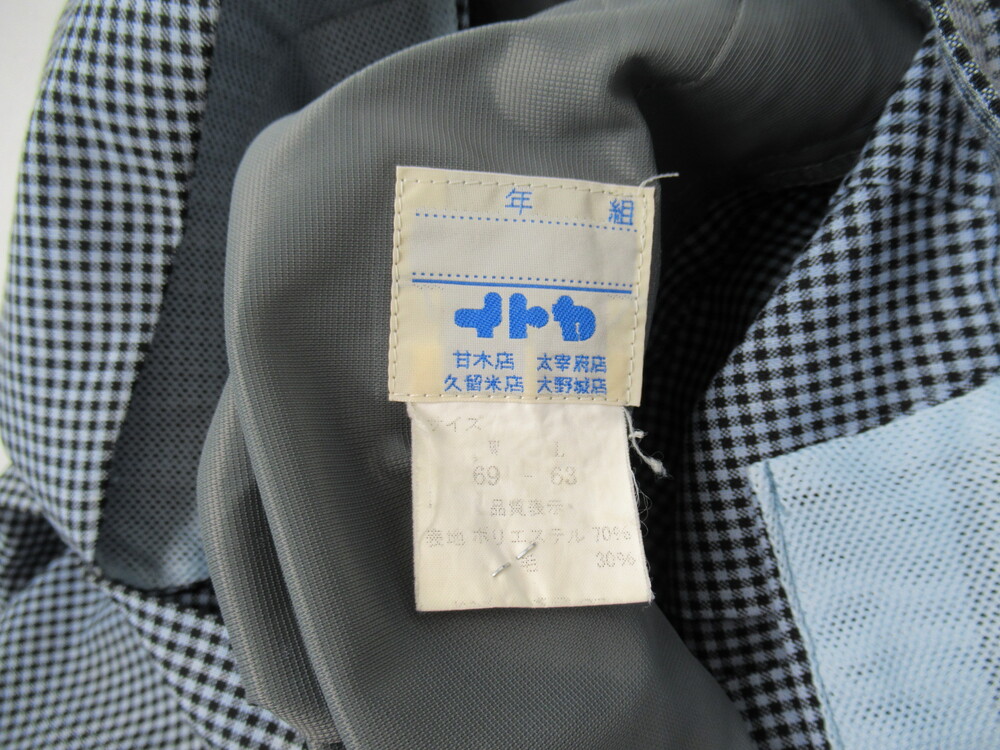 年 組
イトカ
甘木店 太宰府店
久留米店 大野城店
サイズ
W L
69 - 63
品質表示
表地 ポリエステル 70%
毛 30%